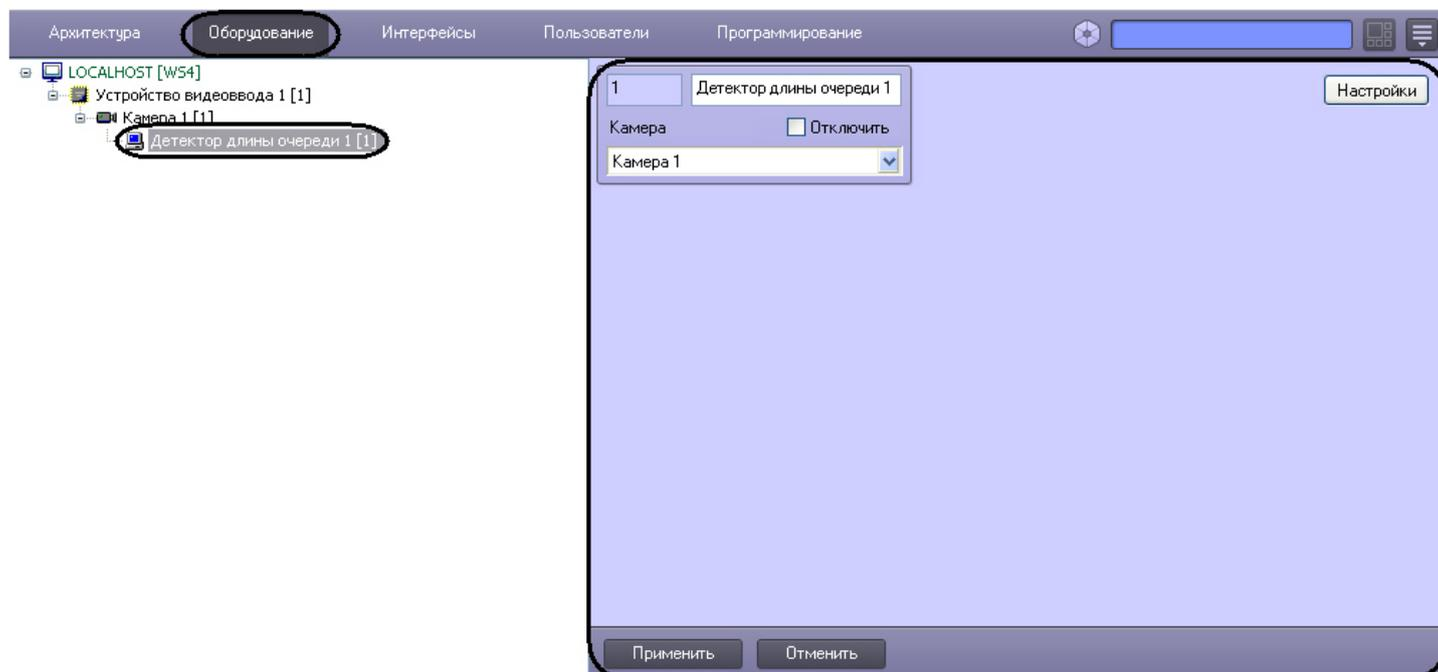 Архитектура Оборудование Интерфейсы Пользователи Программирование
LOCALHOST [WS4]
Устройство видеоввода 1 [1]
Камера 1 [1]
Детектор длины очереди 1 [1]
1 Детектор длины очереди 1
Настройки
Камера Отключить
Камера 1
Применить Отменить